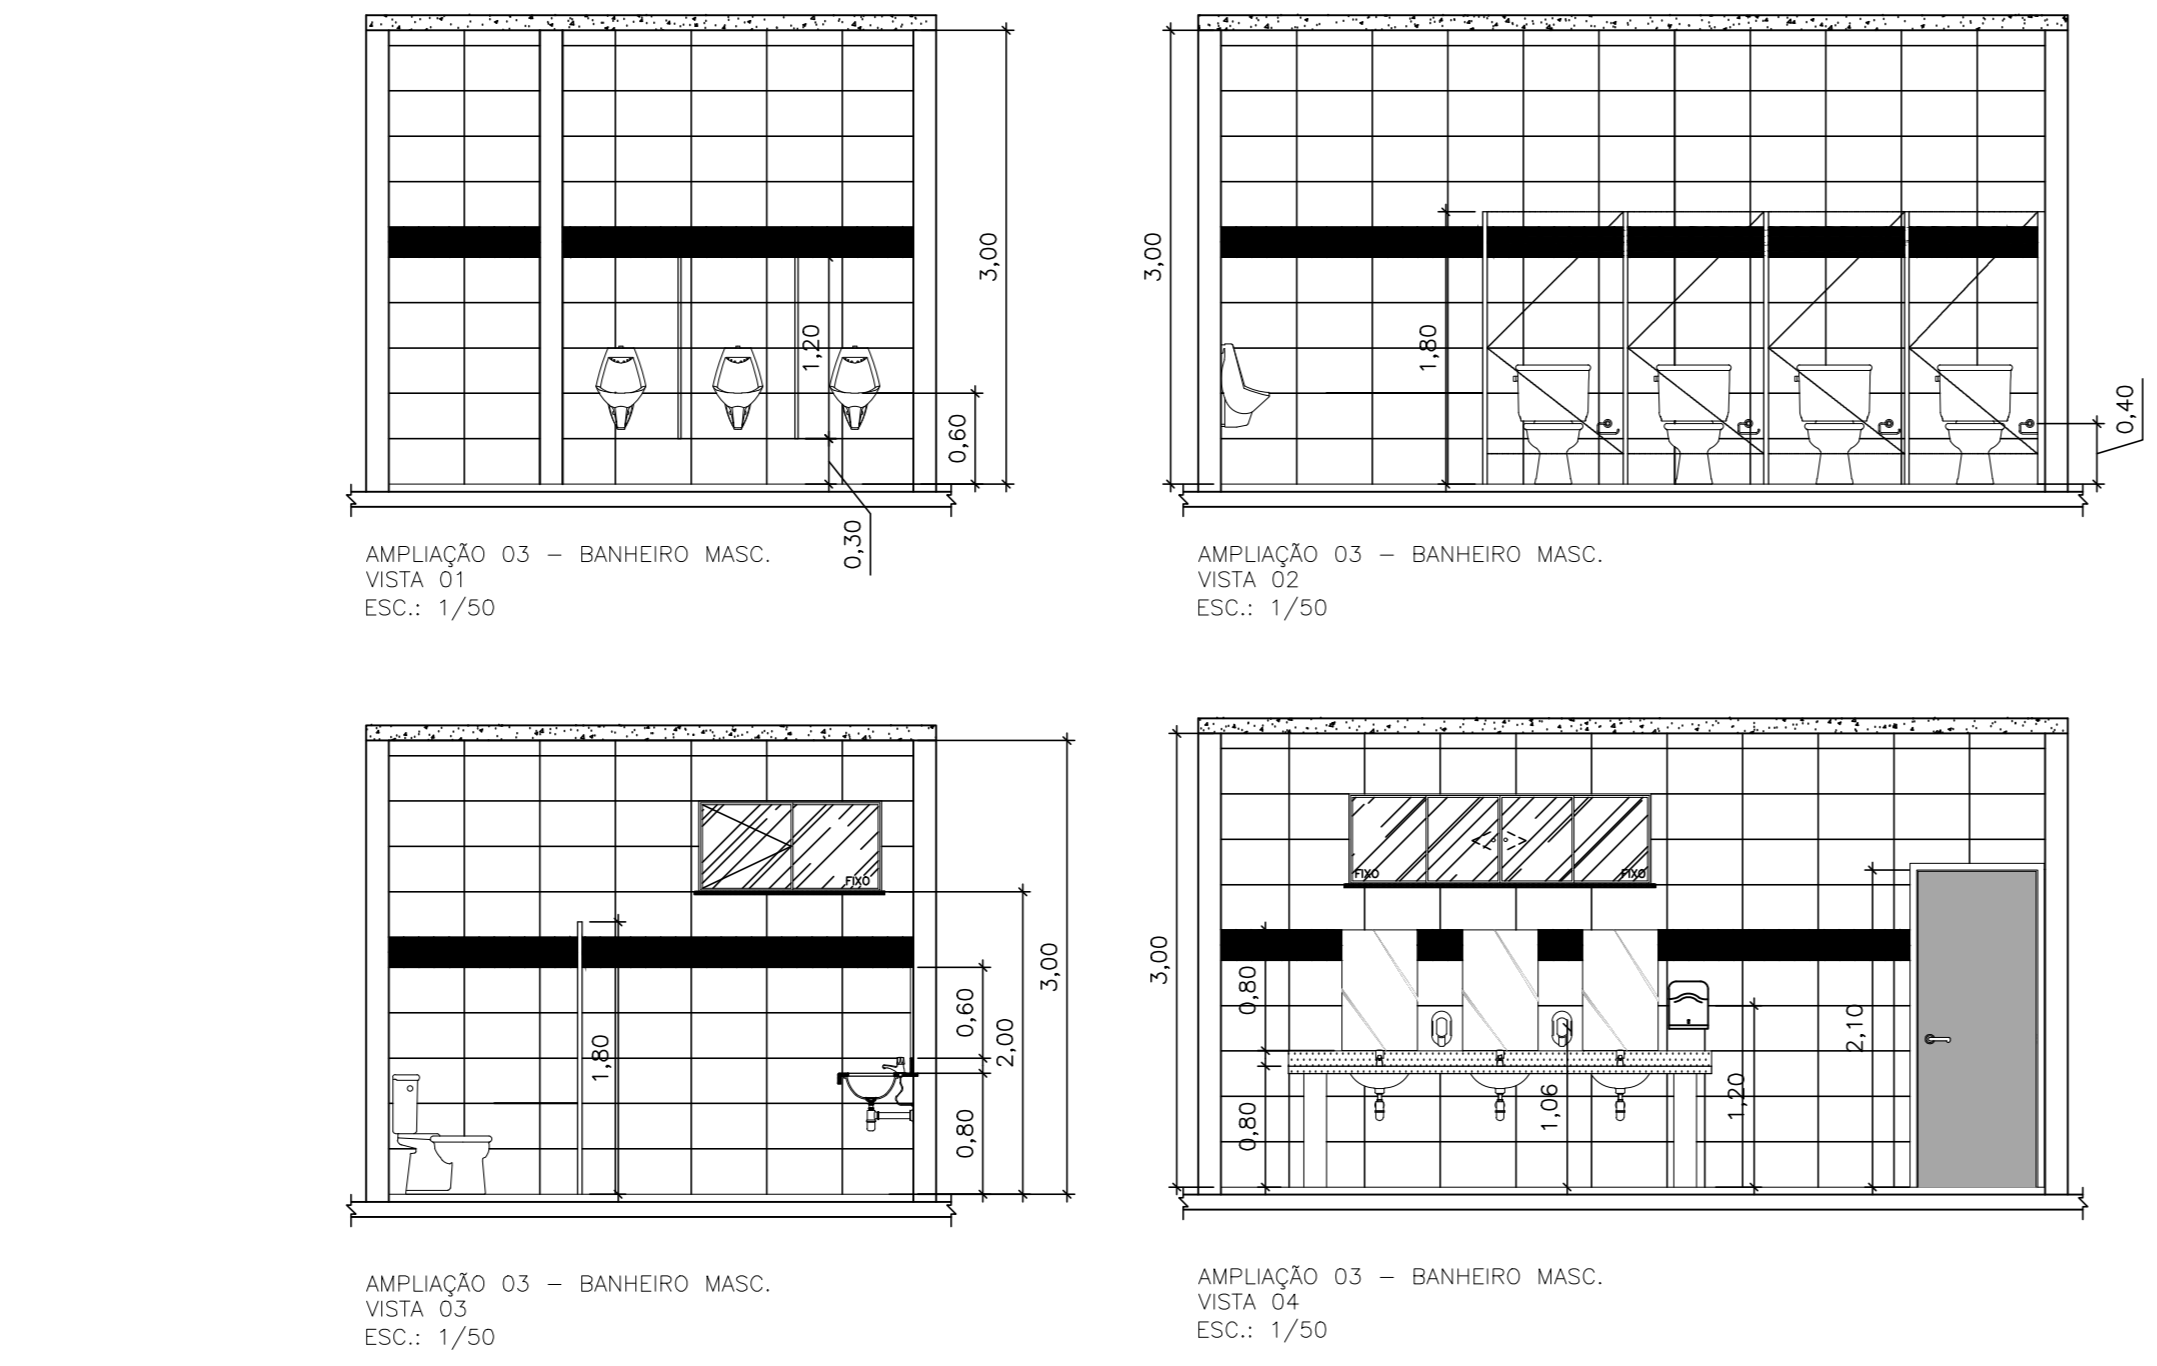 3,00
1,20
0,60
0,30
AMPLIAÇÃO 03 – BANHEIRO MASC.
VISTA 01
ESC.: 1/50
3,00
1,80
0,40
AMPLIAÇÃO 03 – BANHEIRO MASC.
VISTA 02
ESC.: 1/50
FIXO
3,00
0,60
2,00
1,80
0,80
AMPLIAÇÃO 03 – BANHEIRO MASC.
VISTA 03
ESC.: 1/50
FIXO
FIXO
3,00
0,80
2,10
1,06
1,20
0,80
AMPLIAÇÃO 03 – BANHEIRO MASC.
VISTA 04
ESC.: 1/50